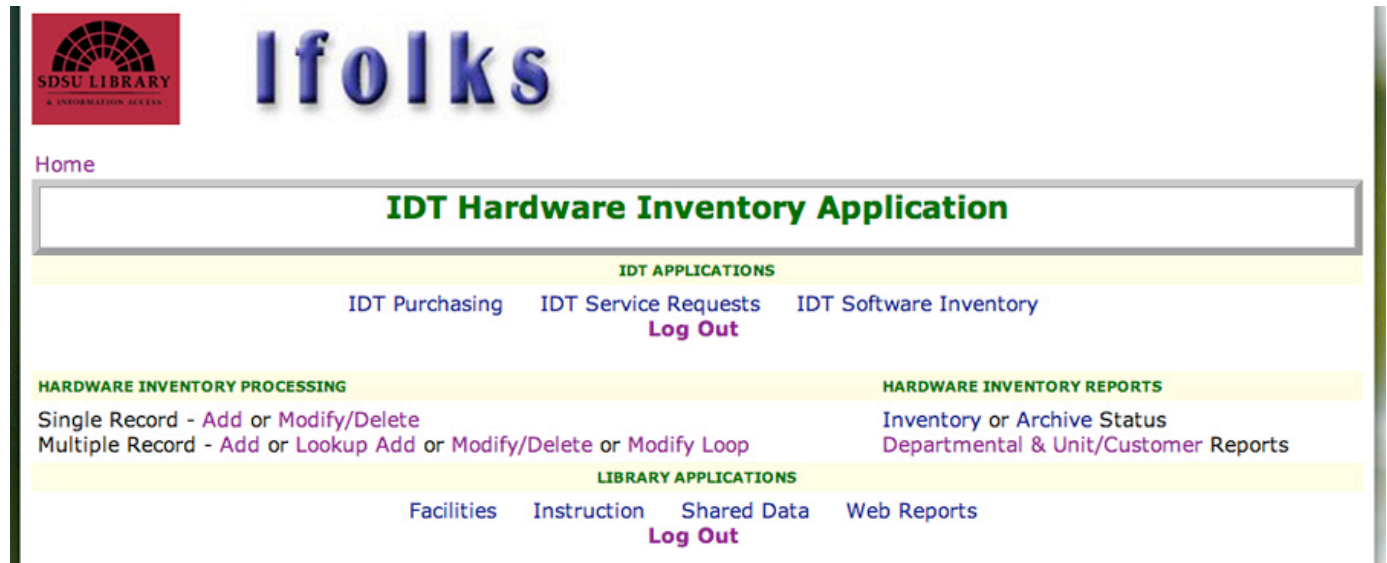 SDSU LIBRARY
& INFORMATION ACCESS
Ifolks
Home
IDT Hardware Inventory Application
IDT APPLICATIONS
IDT Purchasing IDT Service Requests IDT Software Inventory
Log Out
HARDWARE INVENTORY PROCESSING HARDWARE INVENTORY REPORTS
Single Record - Add or Modify/Delete Inventory or Archive Status
Multiple Record - Add or Lookup Add or Modify/Delete or Modify Loop Departmental & Unit/Customer Reports
LIBRARY APPLICATIONS
Facilities Instruction Shared Data Web Reports
Log Out